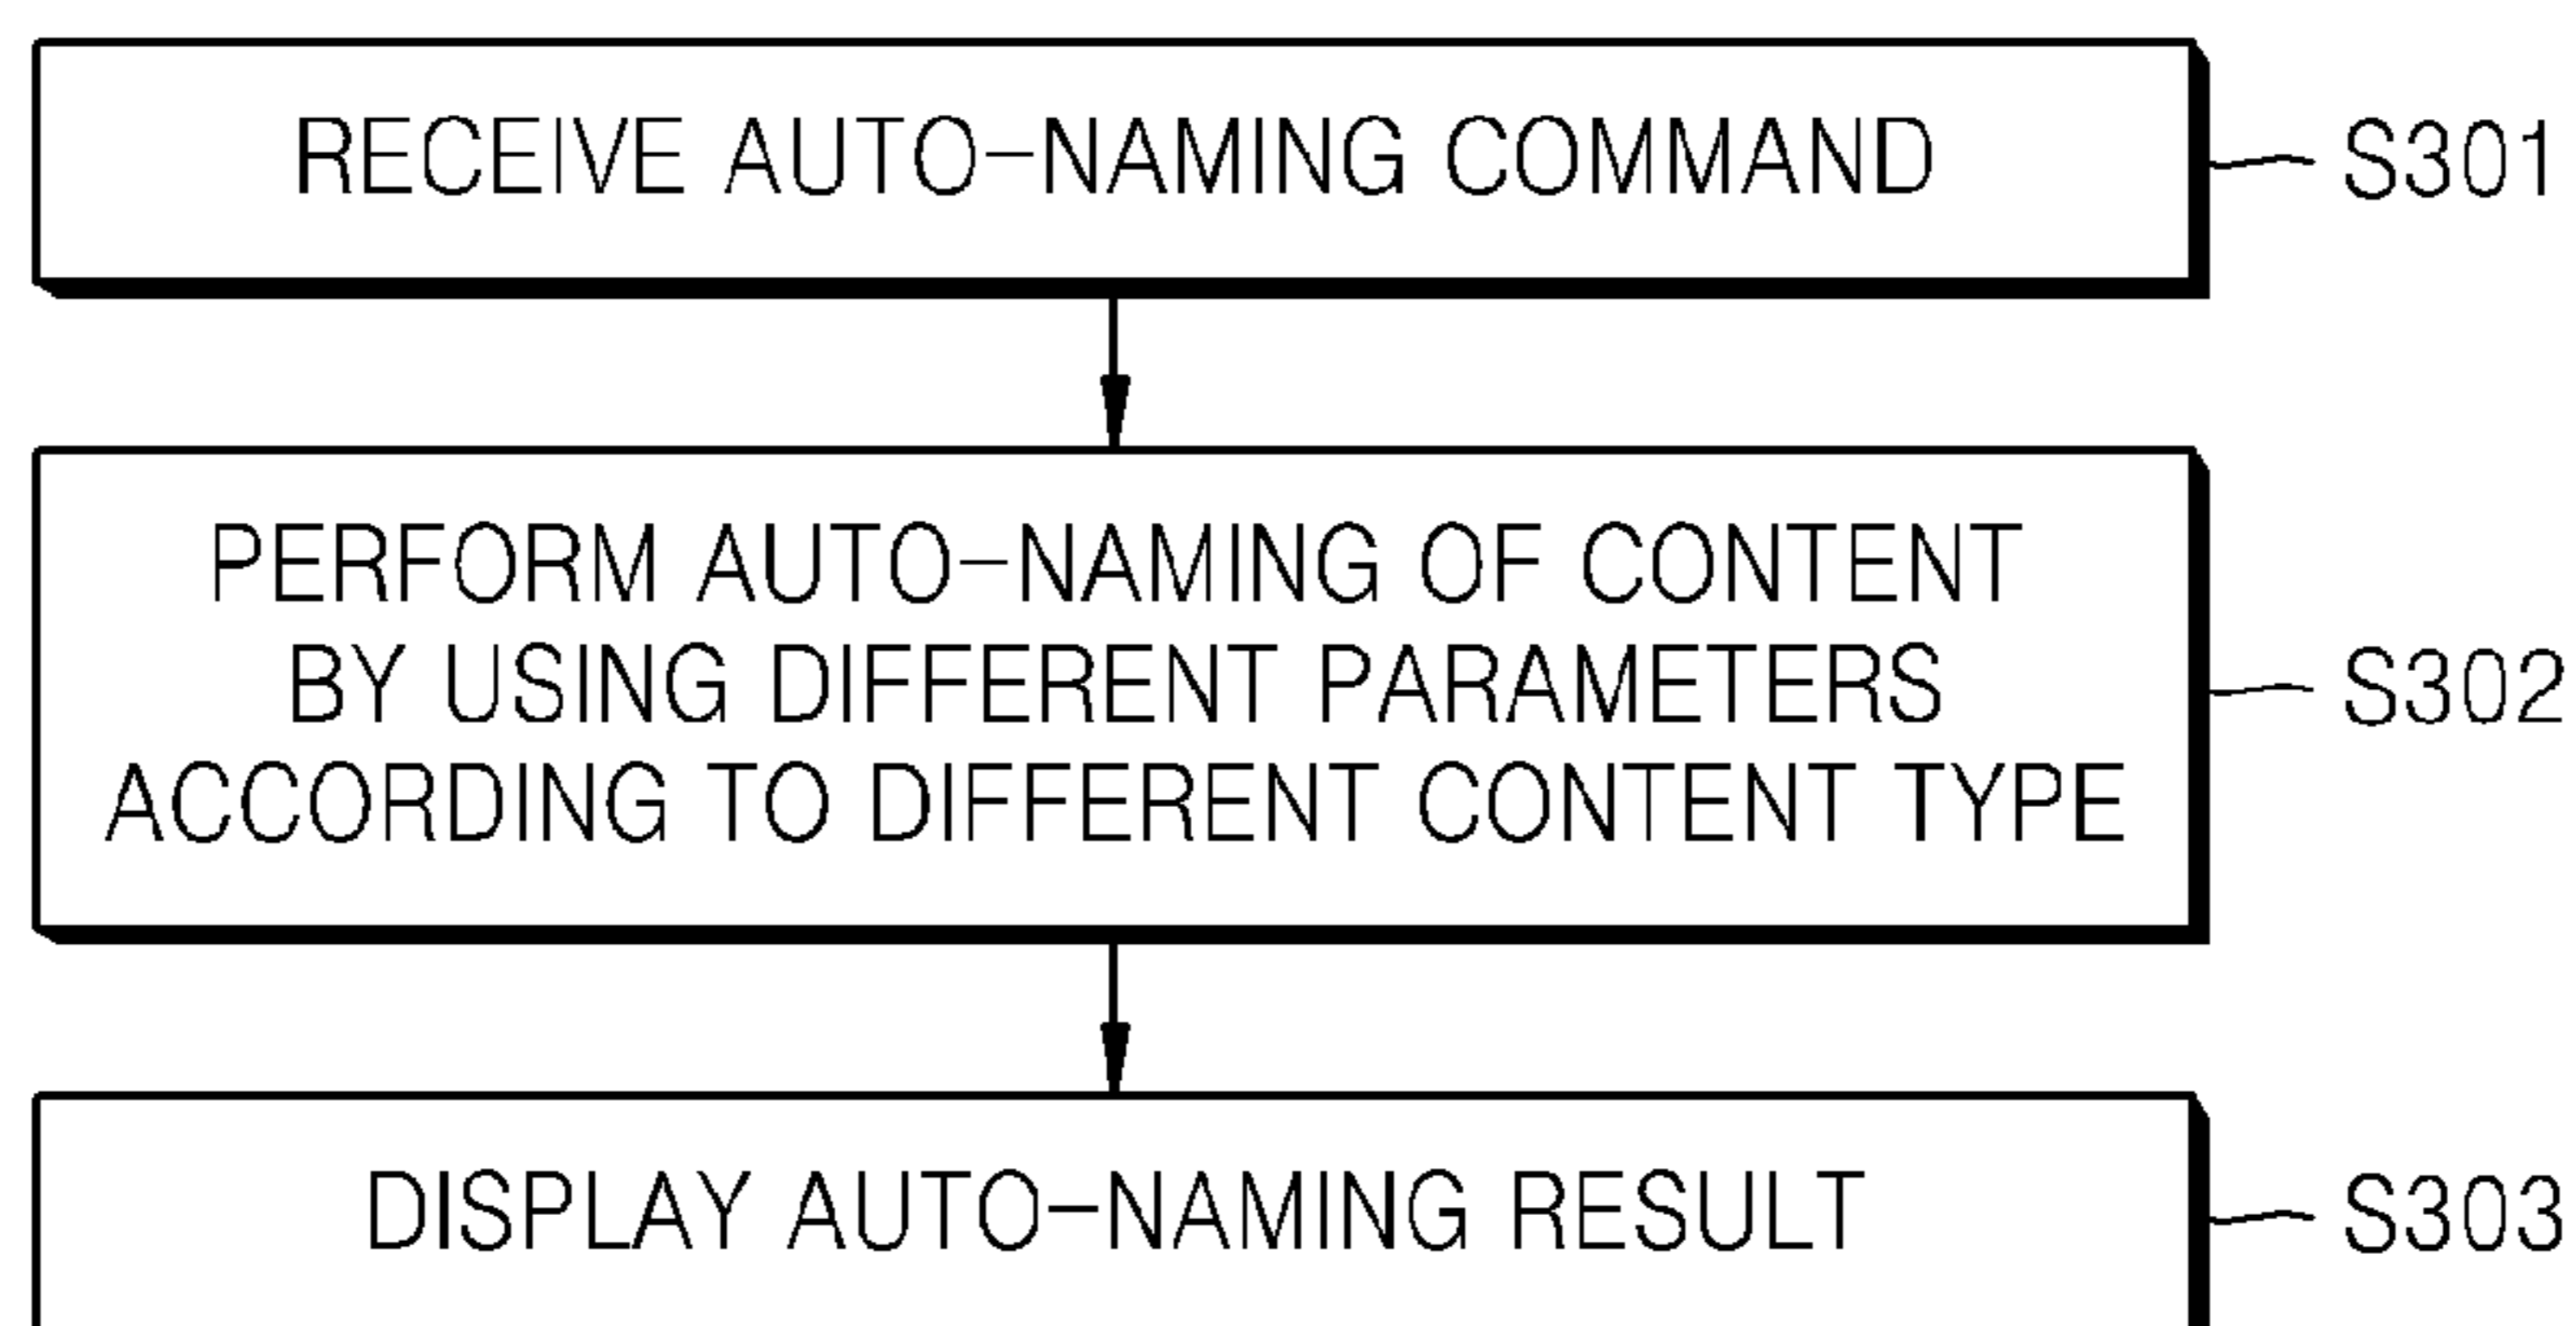 RECEIVE AUTO-NAMING COMMAND
S301
PERFORM AUTO-NAMING OF CONTENT
BY USING DIFFERENT PARAMETERS
ACCORDING TO DIFFERENT CONTENT TYPE
S302
DISPLAY AUTO-NAMING RESULT
S303